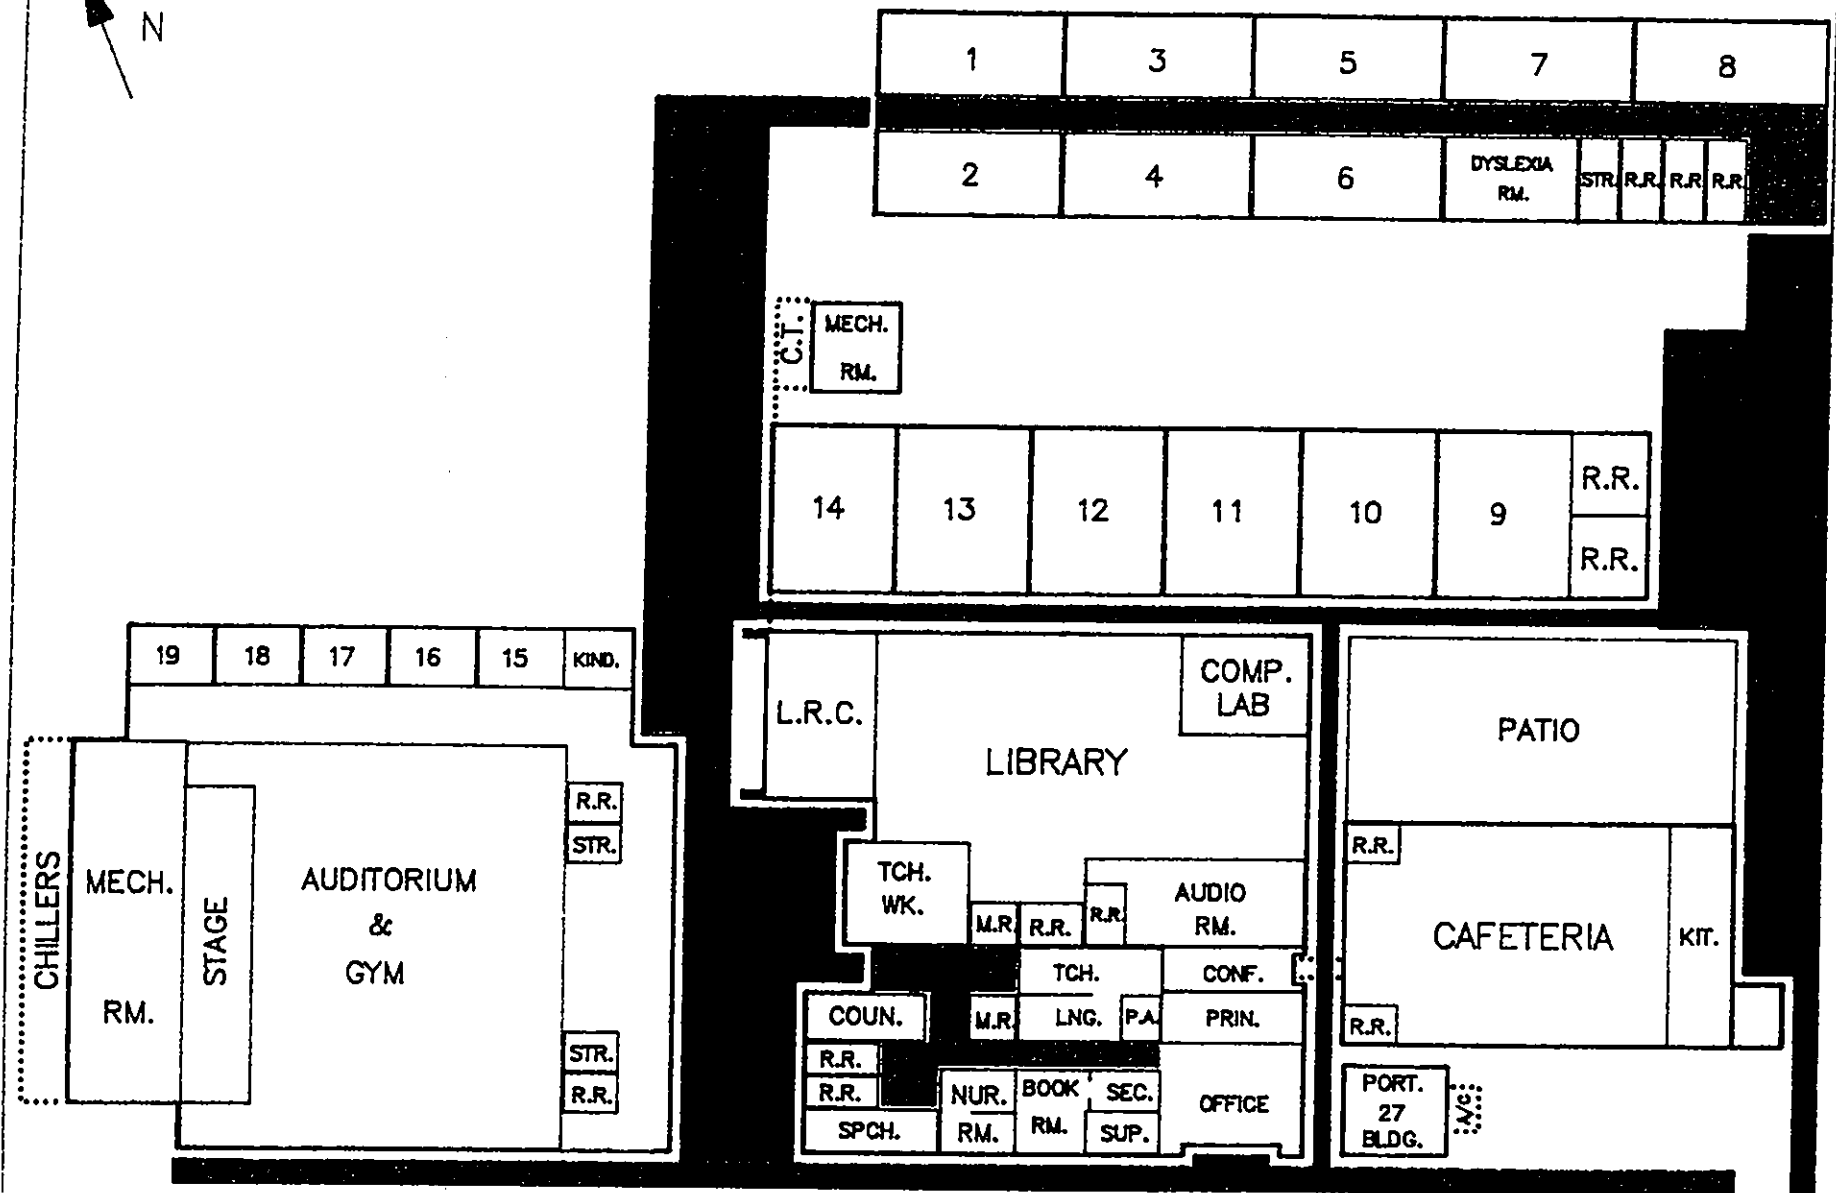 N
1 3 5 7 8
2 4 6 DYSLEXIA RM. STR. R.R. R.R R.R
C.T.
MECH.
RM.
14 13 12 11 10 9 R.R.
R.R.
19 18 17 16 15 KIND.
L.R.C.
COMP.
LAB
LIBRARY
PATIO
CHILLERS
MECH.
RM.
STAGE
AUDITORIUM
&
GYM
R.R.
STR.
STR.
R.R.
TCH.
WK.
M.R
R.R.
R.R.
AUDIO
RM.
TCH.
LNG.
CONF.
COUN.
M.R
P.A.
PRIN.
R.R.
R.R.
SPCH.
NUR.
RM.
BOOK
RM.
SEC.
SUP.
OFFICE
R.R.
CAFETERIA
KIT.
R.R.
PORT.
27
BLDG.
A/C